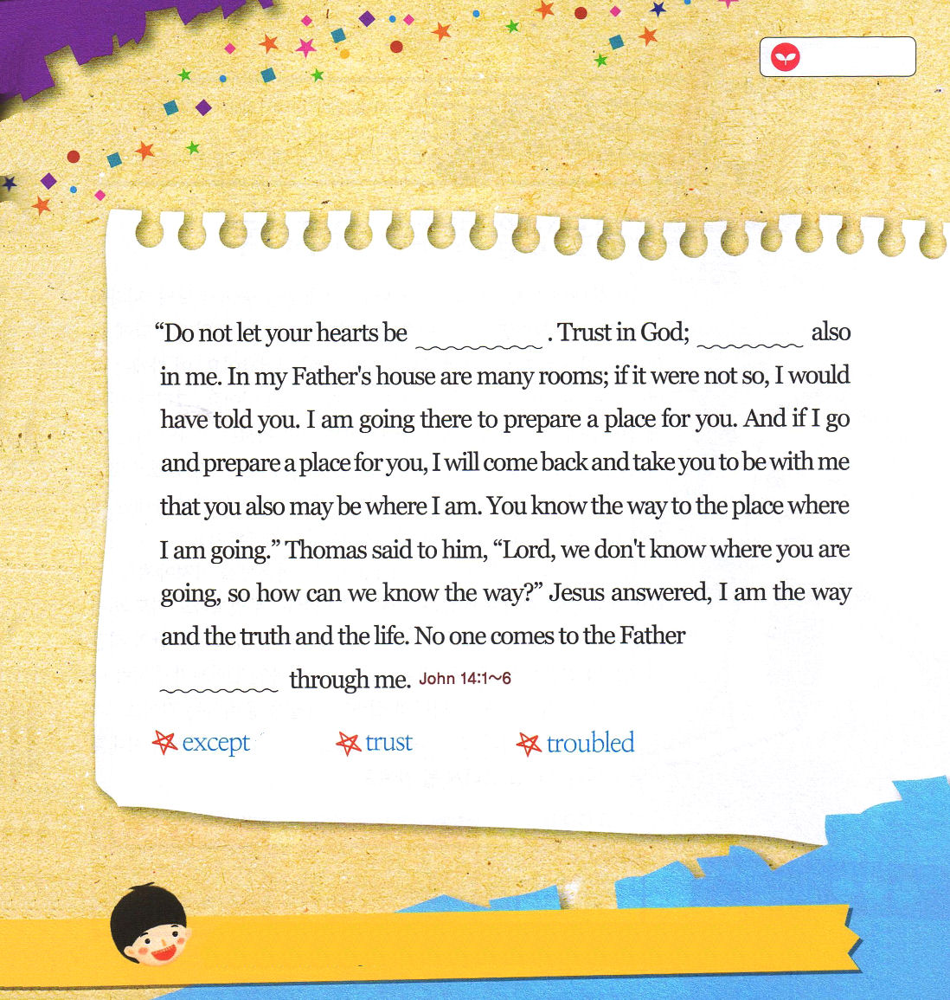 “Do not let your hearts be ________ . Trust in God; ________ also
in me. In my Father's house are many rooms; if it were not so, I would
have told you. I am going there to prepare a place for you. And if I go
and prepare a place for you, I will come back and take you to be with me
that you also may be where I am. You know the way to the place where
I am going.” Thomas said to him, “Lord, we don't know where you are
going, so how can we know the way?” Jesus answered, I am the way
and the truth and the life. No one comes to the Father
________ through me. John 14:1~6
except trust troubled